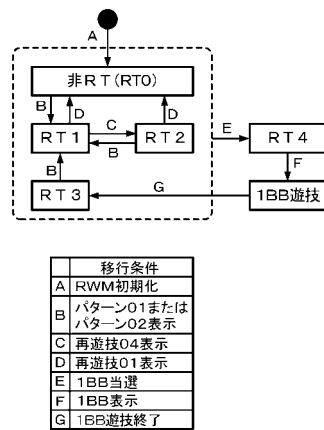 A
非RT(RT0)
B
D
D
E
RT1
C
RT2
RT4
B
B
F
G
RT3
1BB遊技
移行条件
A RWM初期化
B パターン01または
パターン02表示
C 再遊技04表示
D 再遊技01表示
E 1BB当選
F 1BB表示
G 1BB遊技終了